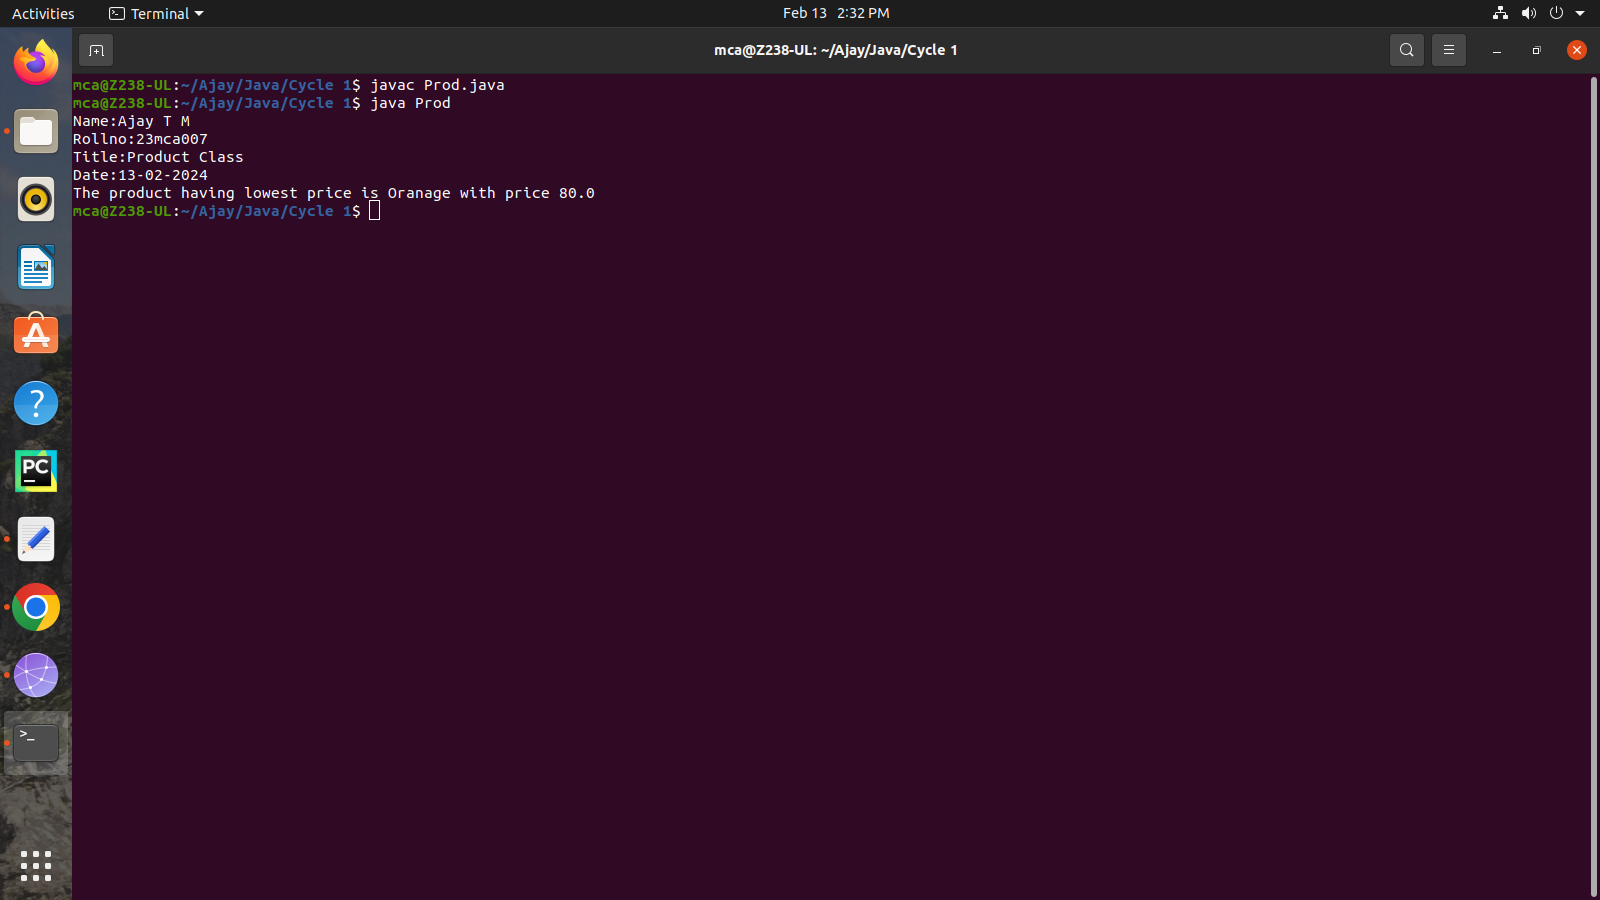 Activities Terminal Feb 13 2:32 PM
mca@Z238-UL: ~/Ajay/Java/Cycle 1
mca@Z238-UL:~/Ajay/Java/Cycle 1$ javac Prod.java
mca@Z238-UL:~/Ajay/Java/Cycle 1$ java Prod
Name:Ajay T M
Rollno:23mca007
Title:Product Class
Date:13-02-2024
The product having lowest price is Oranage with price 80.0
mca@Z238-UL:~/Ajay/Java/Cycle 1$
?
PC
>_